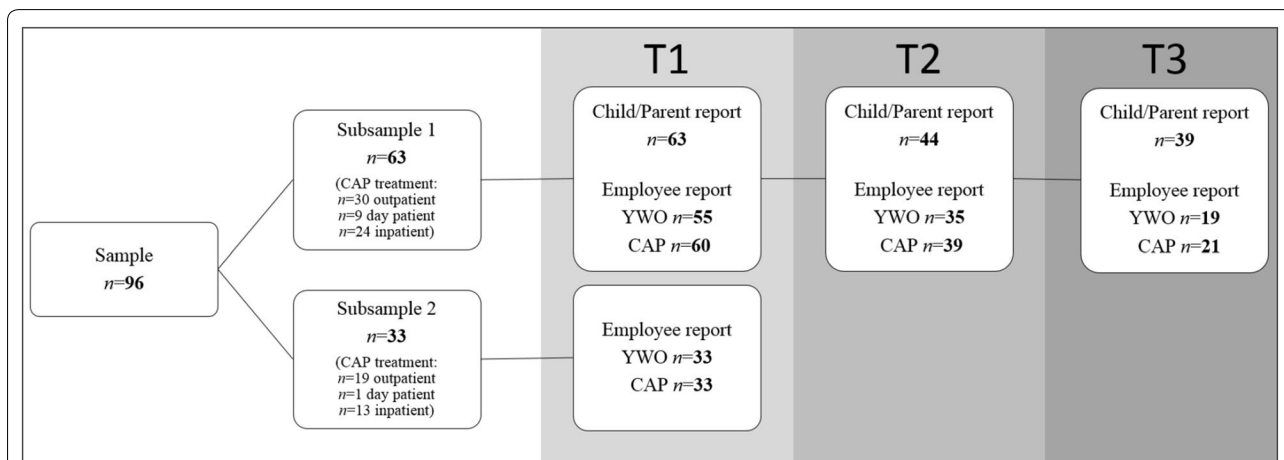 Sample
n=96
Subsample 1
n=63
(CAP treatment:
n=30 outpatient
n=9 day patient
n=24 inpatient)
Subsample 2
n=33
(CAP treatment:
n=19 outpatient
n=1 day patient
n=13 inpatient)
T1
Child/Parent report
n=63
Employee report
YWO n=55
CAP n=60
Employee report
YWO n=33
CAP n=33
T2
Child/Parent report
n=44
Employee report
YWO n=35
CAP n=39
T3
Child/Parent report
n=39
Employee report
YWO n=19
CAP n=21